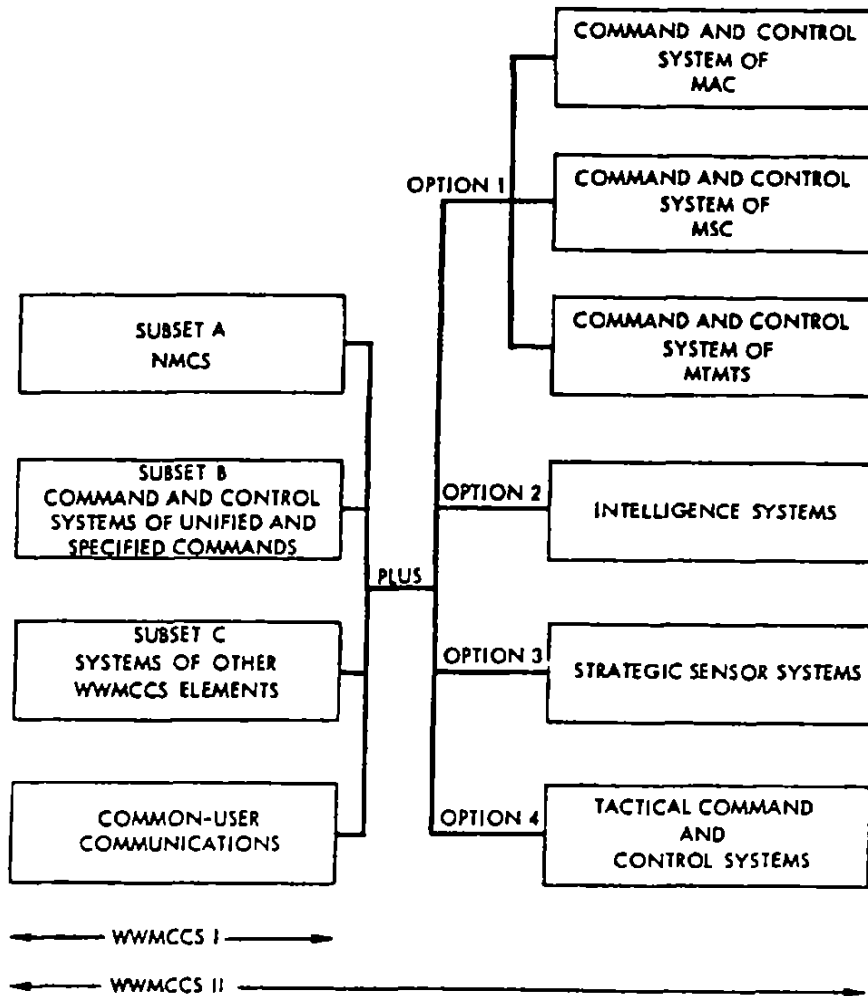 COMMAND AND CONTROL
SYSTEM OF
MAC
OPTION 1
COMMAND AND CONTROL
SYSTEM OF
MSC
SUBSET A
NMCS
COMMAND AND CONTROL
SYSTEM OF
MTMTS
SUBSET B
COMMAND AND CONTROL
SYSTEMS OF UNIFIED AND
SPECIFIED COMMANDS
OPTION 2
INTELLIGENCE SYSTEMS
PLUS
SUBSET C
SYSTEMS OF OTHER
WWMCCS ELEMENTS
OPTION 3
STRATEGIC SENSOR SYSTEMS
COMMON-USER
COMMUNICATIONS
OPTION 4
TACTICAL COMMAND
AND
CONTROL SYSTEMS
WWMCCS I
WWMCCS II